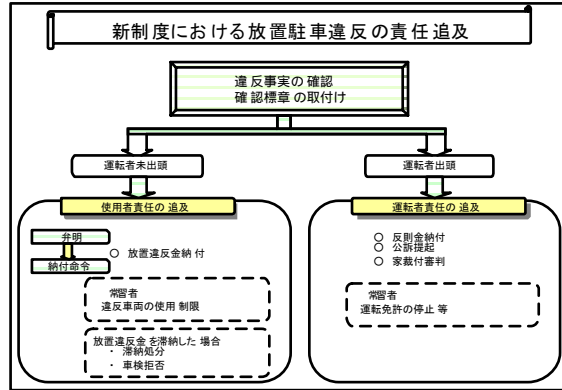 新制度における放置駐車違反の責任追及
違反事実の確認
確認標章の取付け
運転者未出頭
運転者出頭
使用者責任の追及
弁明
納付命令
○ 放置違反金納付
常習者
違反車両の使用制限
放置違反金を滞納した場合
・ 滞納処分
・ 車検拒否
運転者責任の追及
○ 反則金納付
○ 公訴提起
○ 家裁付審判
常習者
運転免許の停止等